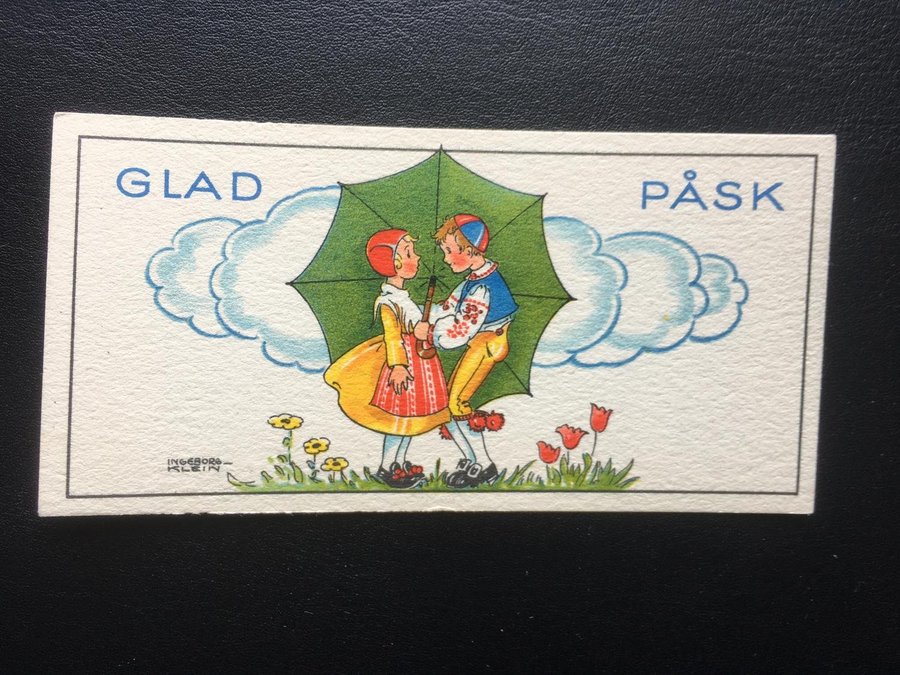 GLAD PÅSK
INGEBORG-
KLEIN